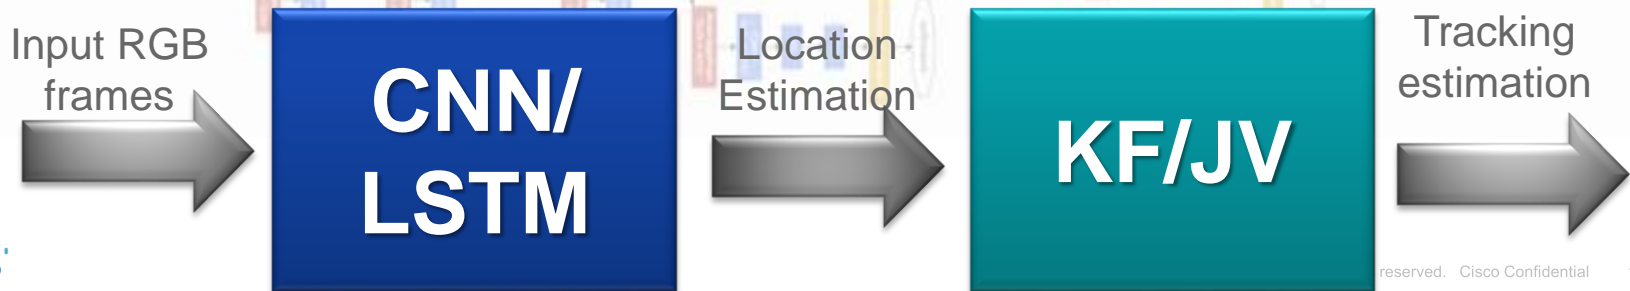 Input RGB
frames
CNN/
LSTM
Location
Estimation
KF/JV
Tracking
estimation
reserved. Cisco Confidential